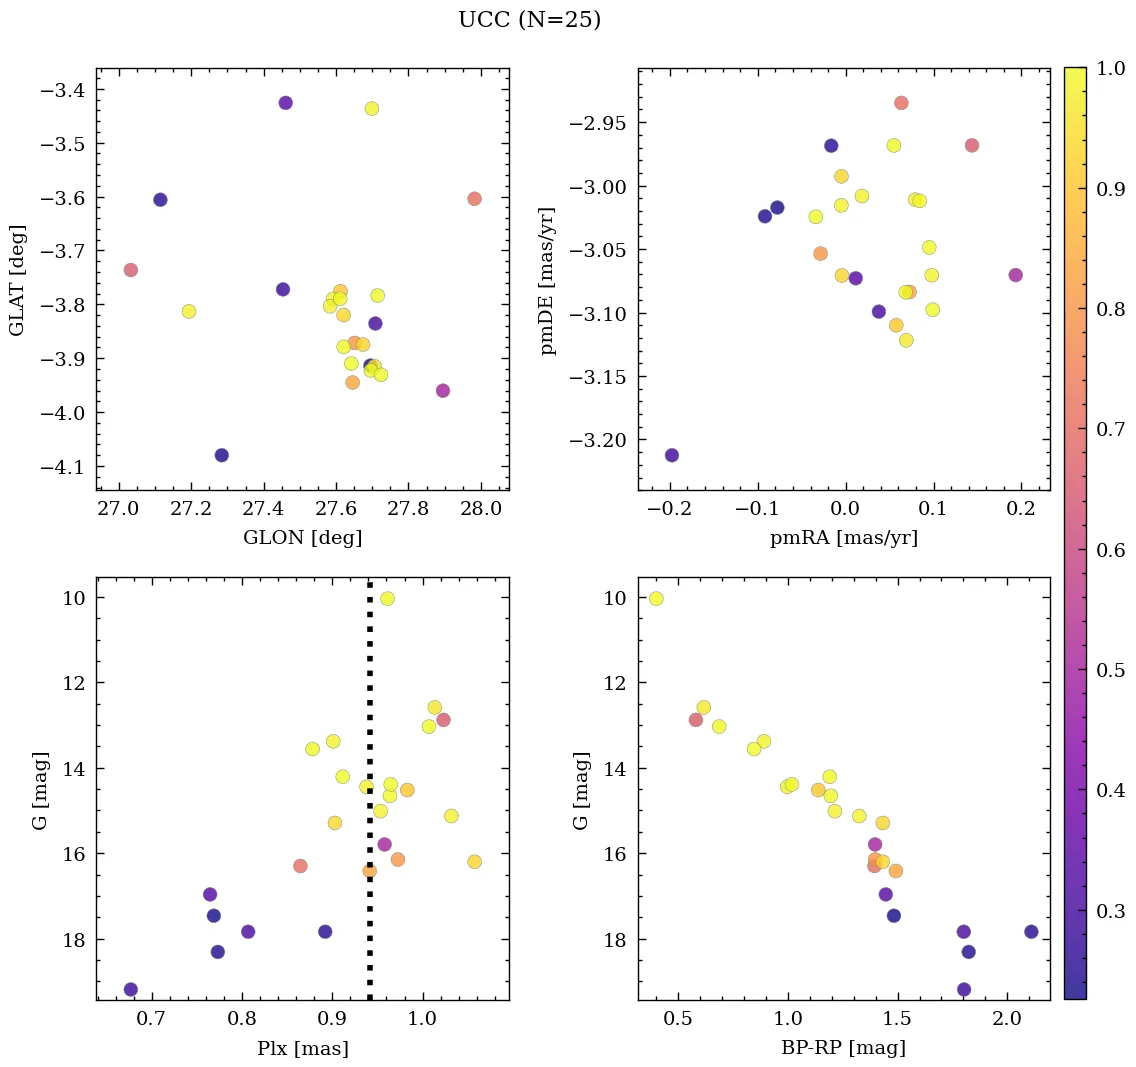 UCC (N=25)
−3.4
−3.5
−3.6
−3.7
−3.8
−3.9
−4.0
−4.1
GLAT [deg]
27.0 27.2 27.4 27.6 27.8 28.0
GLON [deg]
−2.95
−3.00
−3.05
−3.10
−3.15
−3.20
pmDE [mas/yr]
−0.2 −0.1 0.0 0.1 0.2
pmRA [mas/yr]
10
12
14
16
18
G [mag]
0.7 0.8 0.9 1.0
Plx [mas]
10
12
14
16
18
G [mag]
0.5 1.0 1.5 2.0
BP-RP [mag]
1.0
0.9
0.8
0.7
0.6
0.5
0.4
0.3